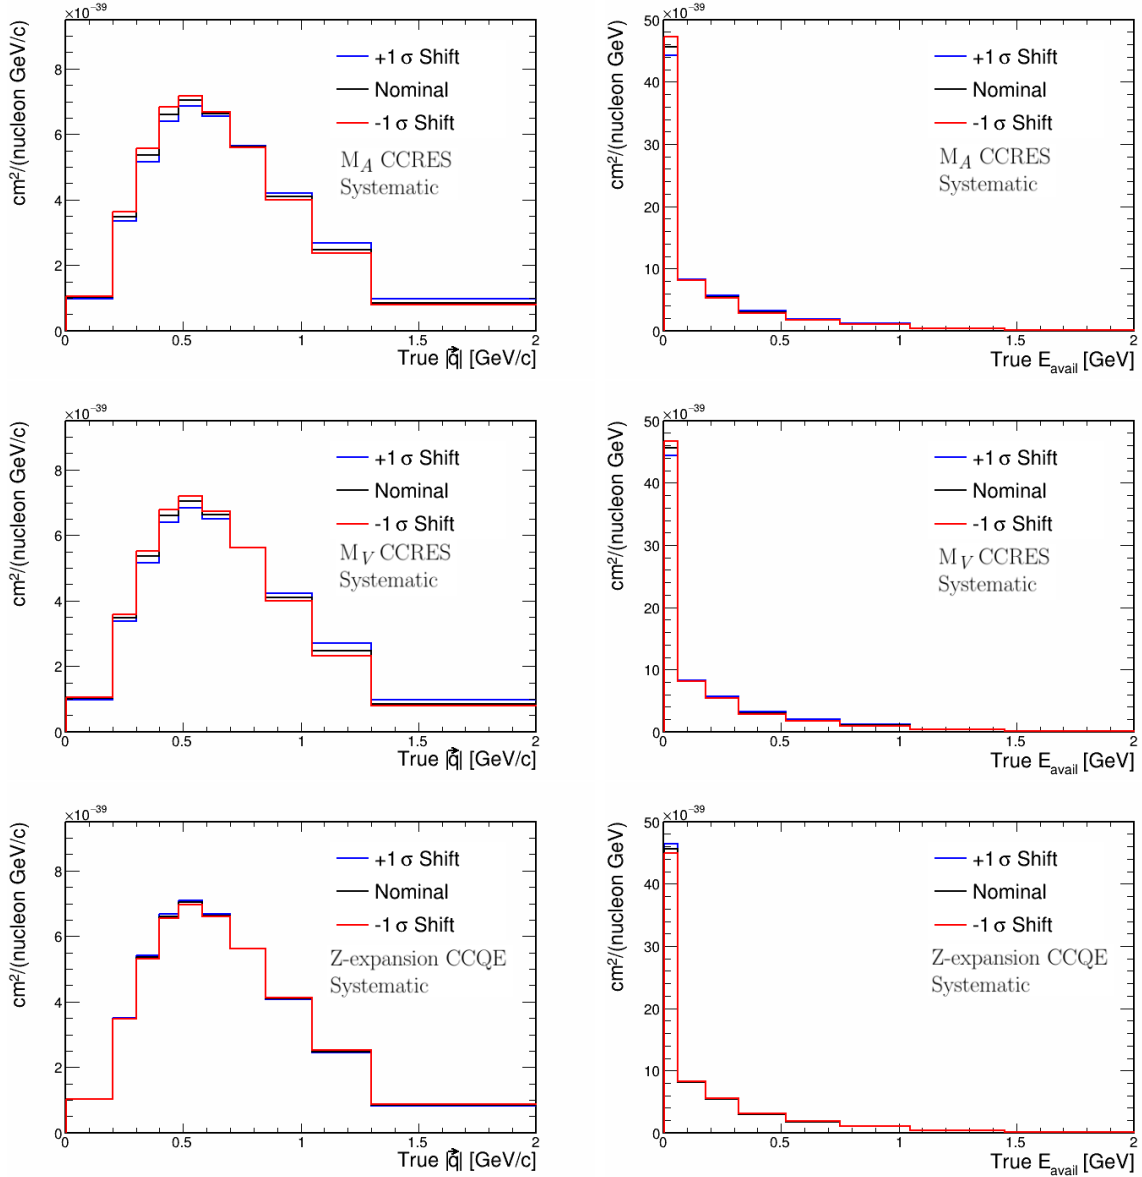 ×10⁻³⁹
cm²/(nucleon GeV/c)
8
6
4
2
0
+1 σ Shift
Nominal
-1 σ Shift
M_A CCRES
Systematic
0 0.5 1 1.5 2
True |q⃗| [GeV/c]
×10⁻³⁹
cm²/(nucleon GeV)
50
40
30
20
10
0
+1 σ Shift
Nominal
-1 σ Shift
M_A CCRES
Systematic
0 0.5 1 1.5 2
True E_avail [GeV]
×10⁻³⁹
cm²/(nucleon GeV/c)
8
6
4
2
0
+1 σ Shift
Nominal
-1 σ Shift
M_V CCRES
Systematic
0 0.5 1 1.5 2
True |q⃗| [GeV/c]
×10⁻³⁹
cm²/(nucleon GeV)
50
40
30
20
10
0
+1 σ Shift
Nominal
-1 σ Shift
M_V CCRES
Systematic
0 0.5 1 1.5 2
True E_avail [GeV]
×10⁻³⁹
cm²/(nucleon GeV/c)
8
6
4
2
0
+1 σ Shift
Nominal
-1 σ Shift
Z-expansion CCQE
Systematic
0 0.5 1 1.5 2
True |q⃗| [GeV/c]
×10⁻³⁹
cm²/(nucleon GeV)
50
40
30
20
10
0
+1 σ Shift
Nominal
-1 σ Shift
Z-expansion CCQE
Systematic
0 0.5 1 1.5 2
True E_avail [GeV]